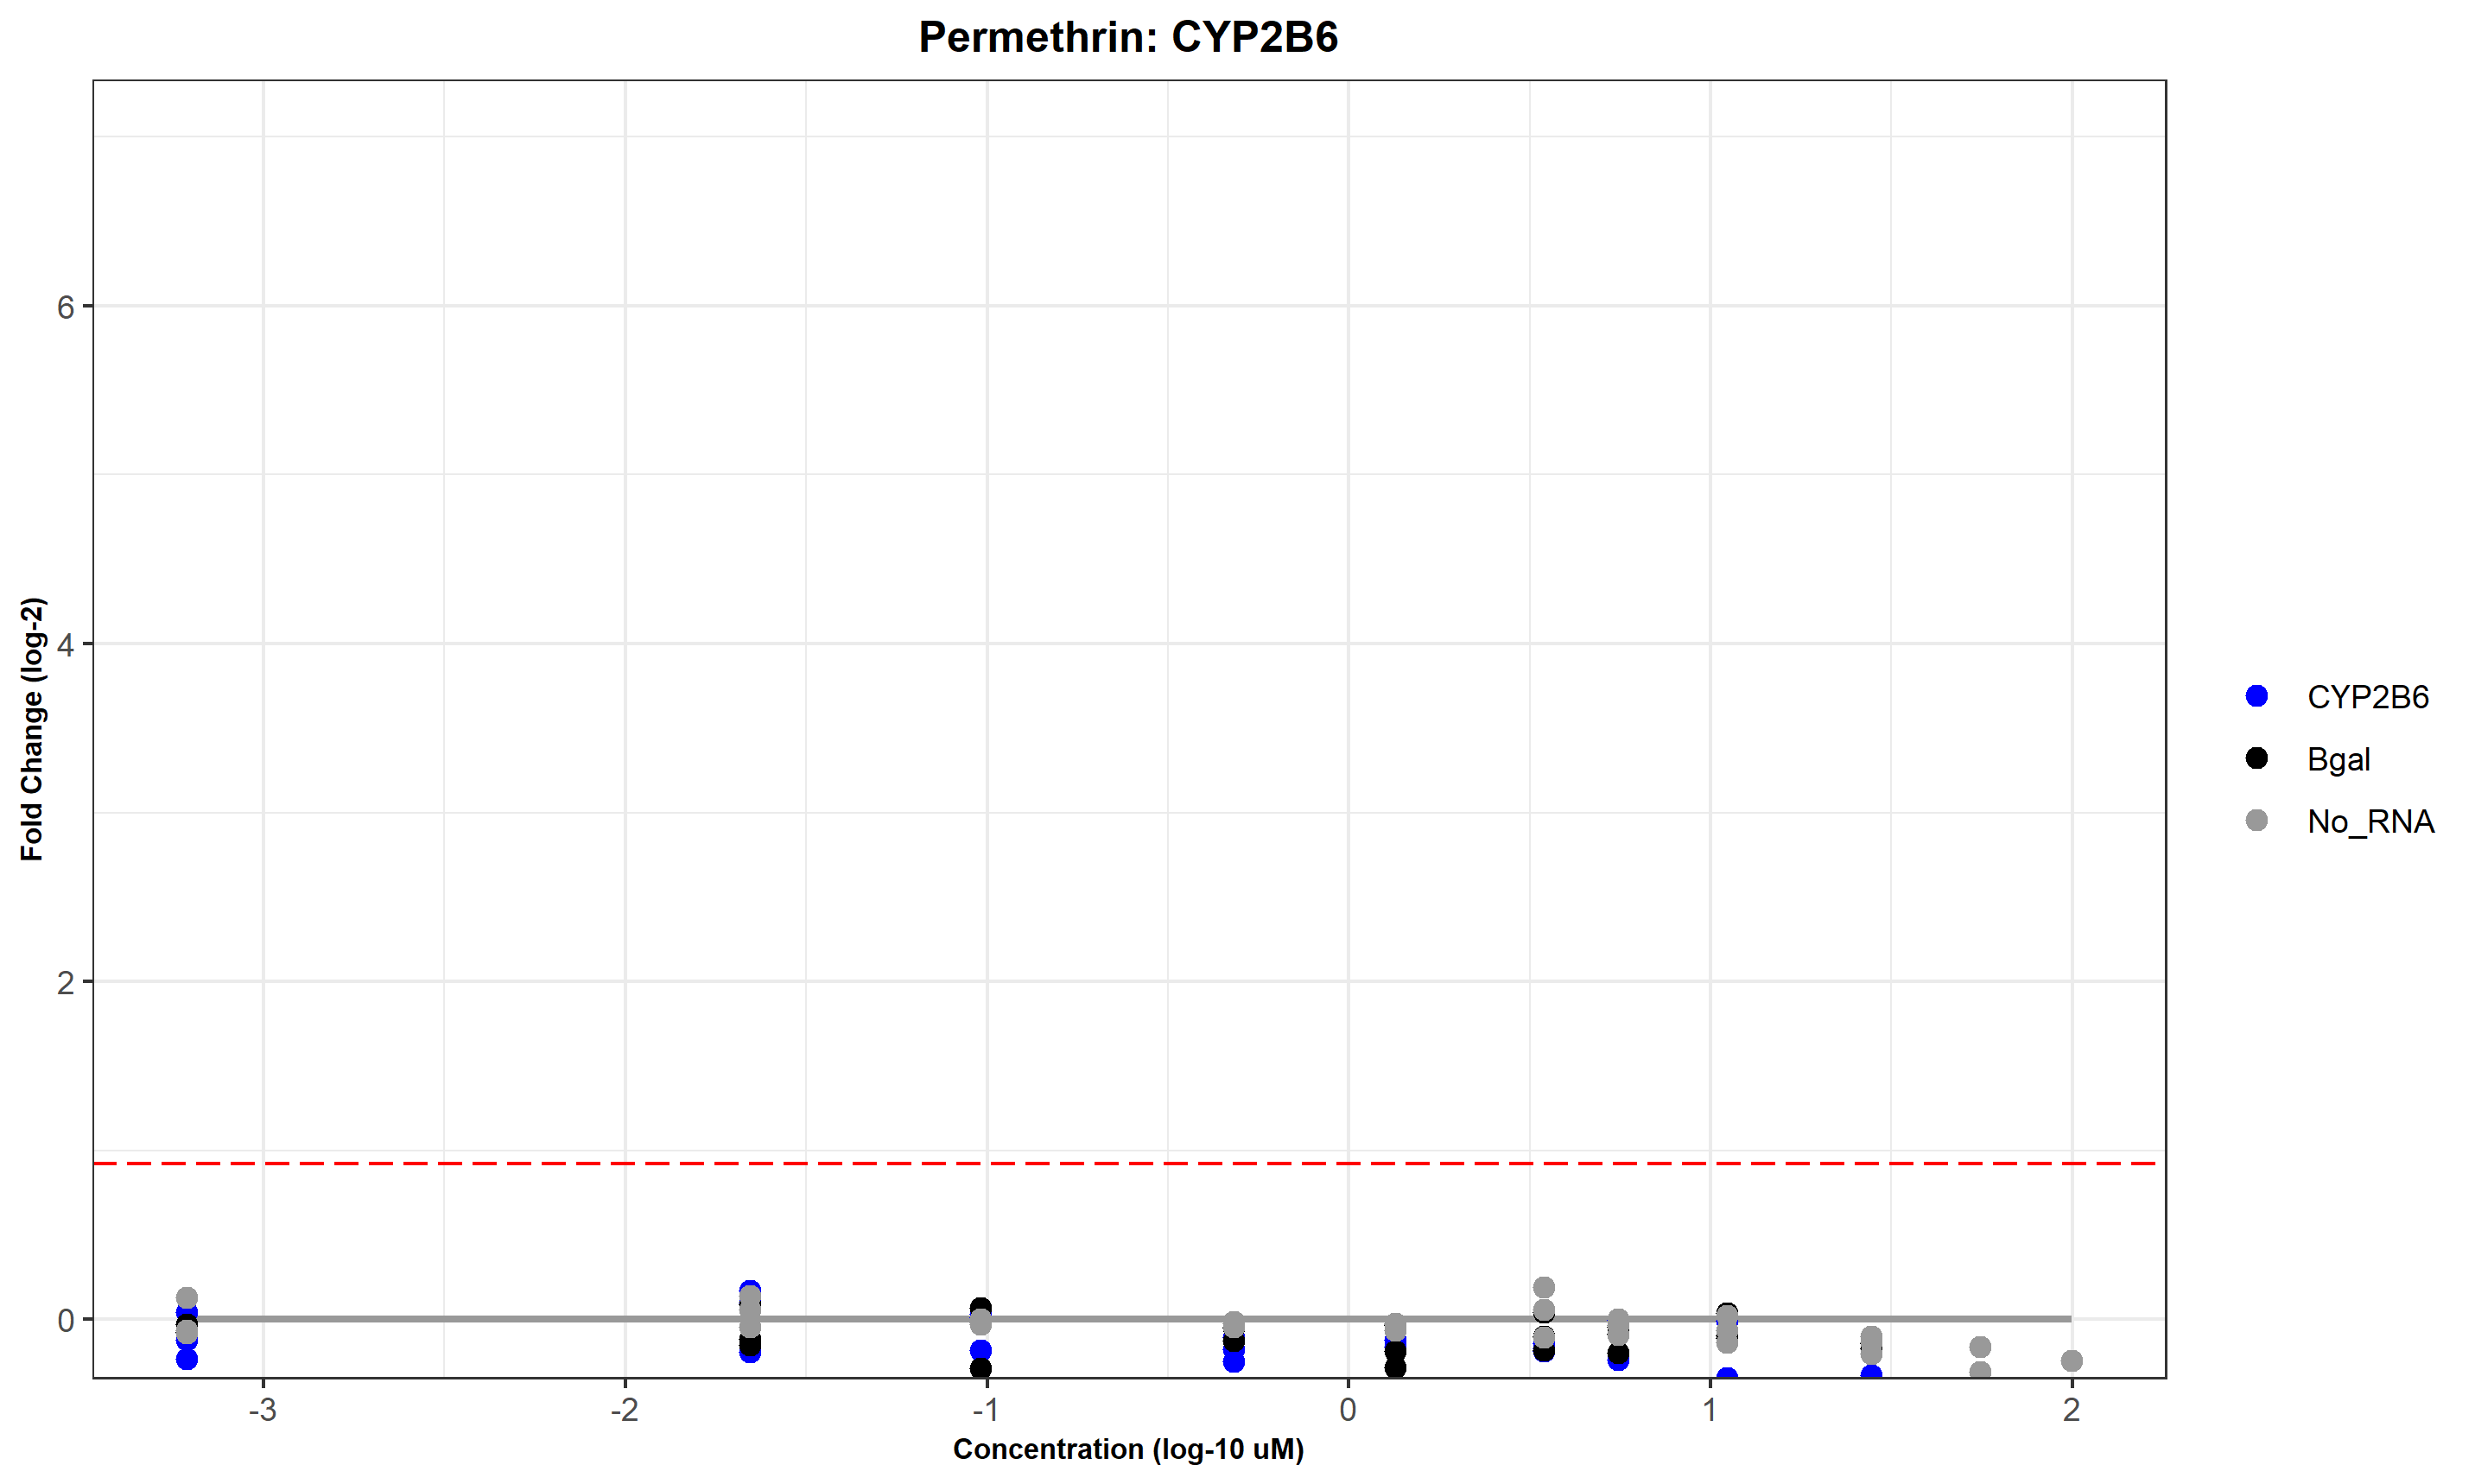 Permethrin: CYP2B6
Fold Change (log-2)
6
4
2
0
-3
-2
-1
0
1
2
Concentration (log-10 uM)
CYP2B6
Bgal
No_RNA